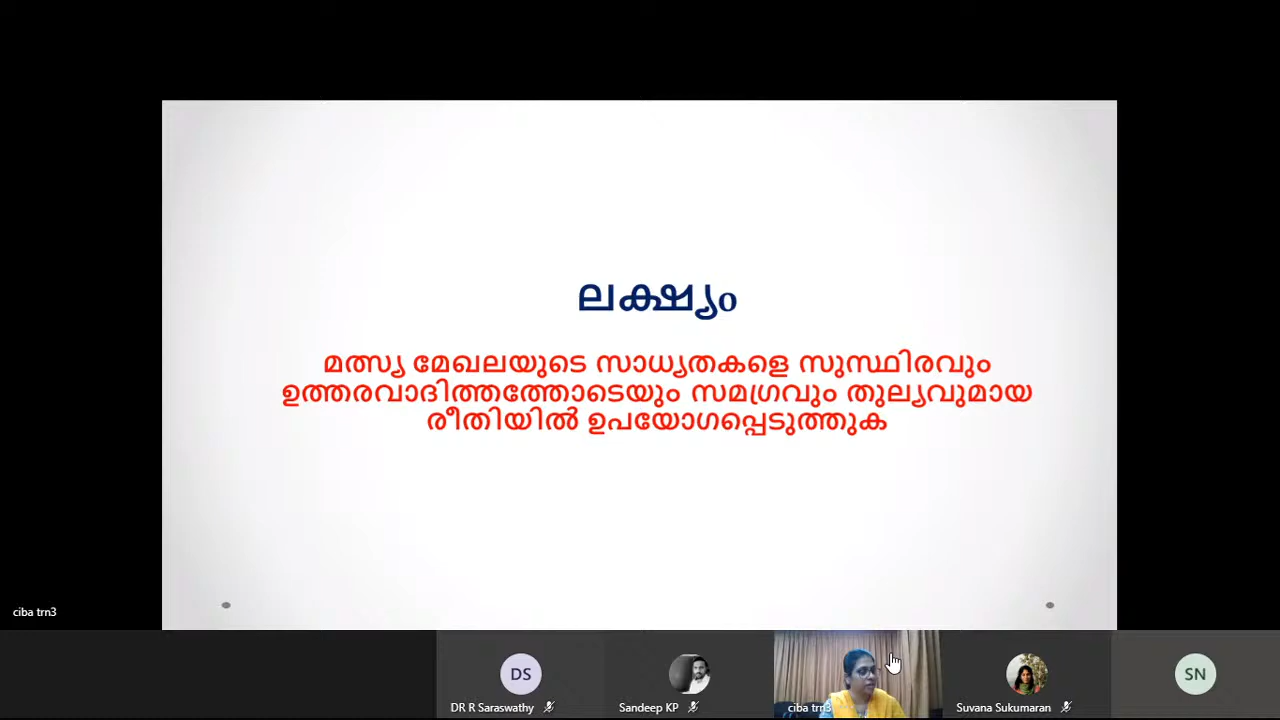 ലക്ഷ്യം
മത്സ്യ മേഖലയുടെ സാധ്യതകളെ സുസ്ഥിരവും
ഉത്തരവാദിത്തത്തോടെയും സമഗ്രവും തുല്യവുമായ
രീതിയിൽ ഉപയോഗപ്പെടുത്തുക
ciba trn3
DS
SN
DR R Saraswathy
Sandeep KP
ciba trn3
Suvana Sukumaran